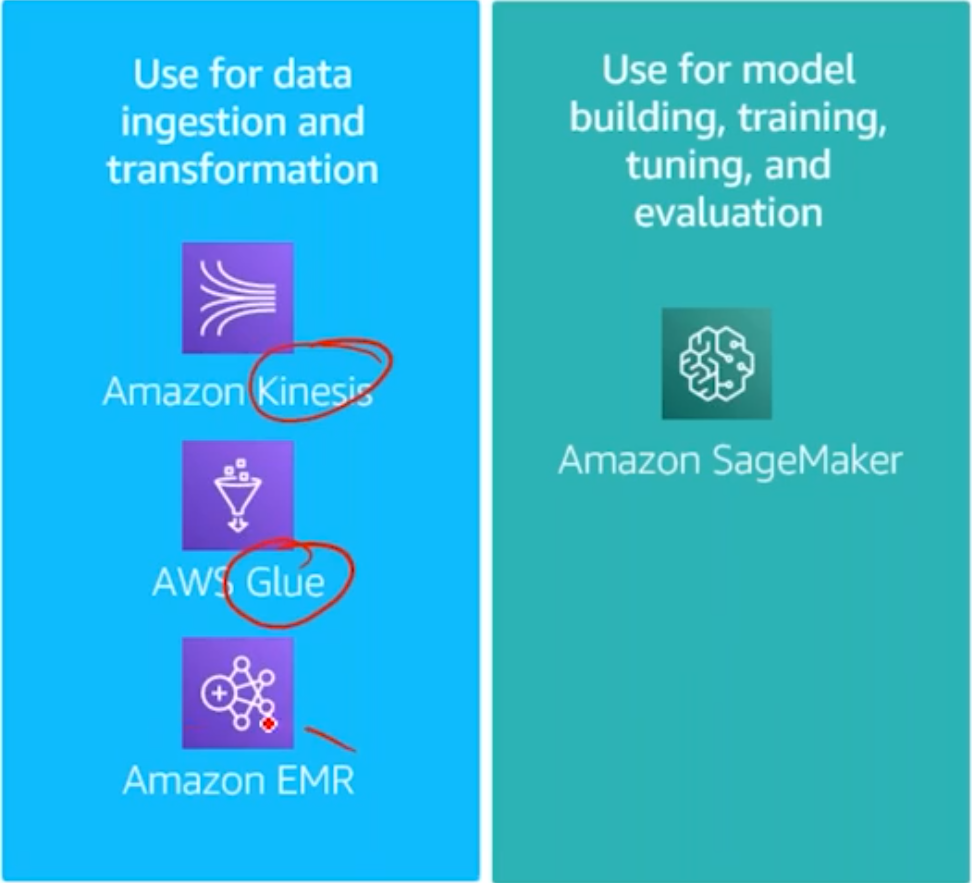 Use for data
ingestion and
transformation
Amazon Kinesis
AWS Glue
Amazon EMR
Use for model
building, training,
tuning, and
evaluation
Amazon SageMaker